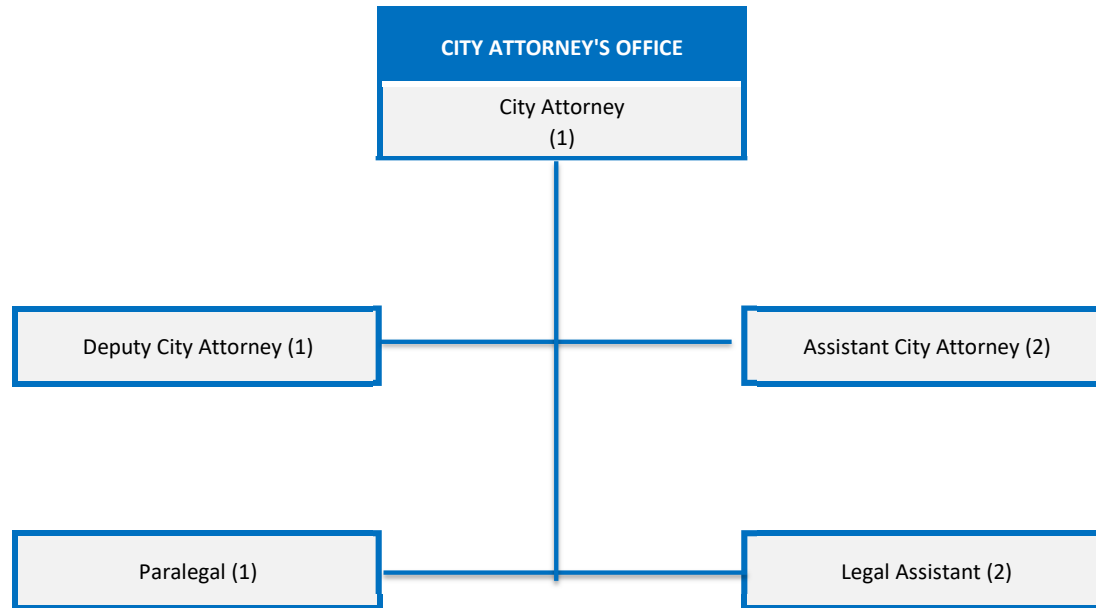 CITY ATTORNEY'S OFFICE
City Attorney
(1)
Deputy City Attorney (1)
Assistant City Attorney (2)
Paralegal (1)
Legal Assistant (2)